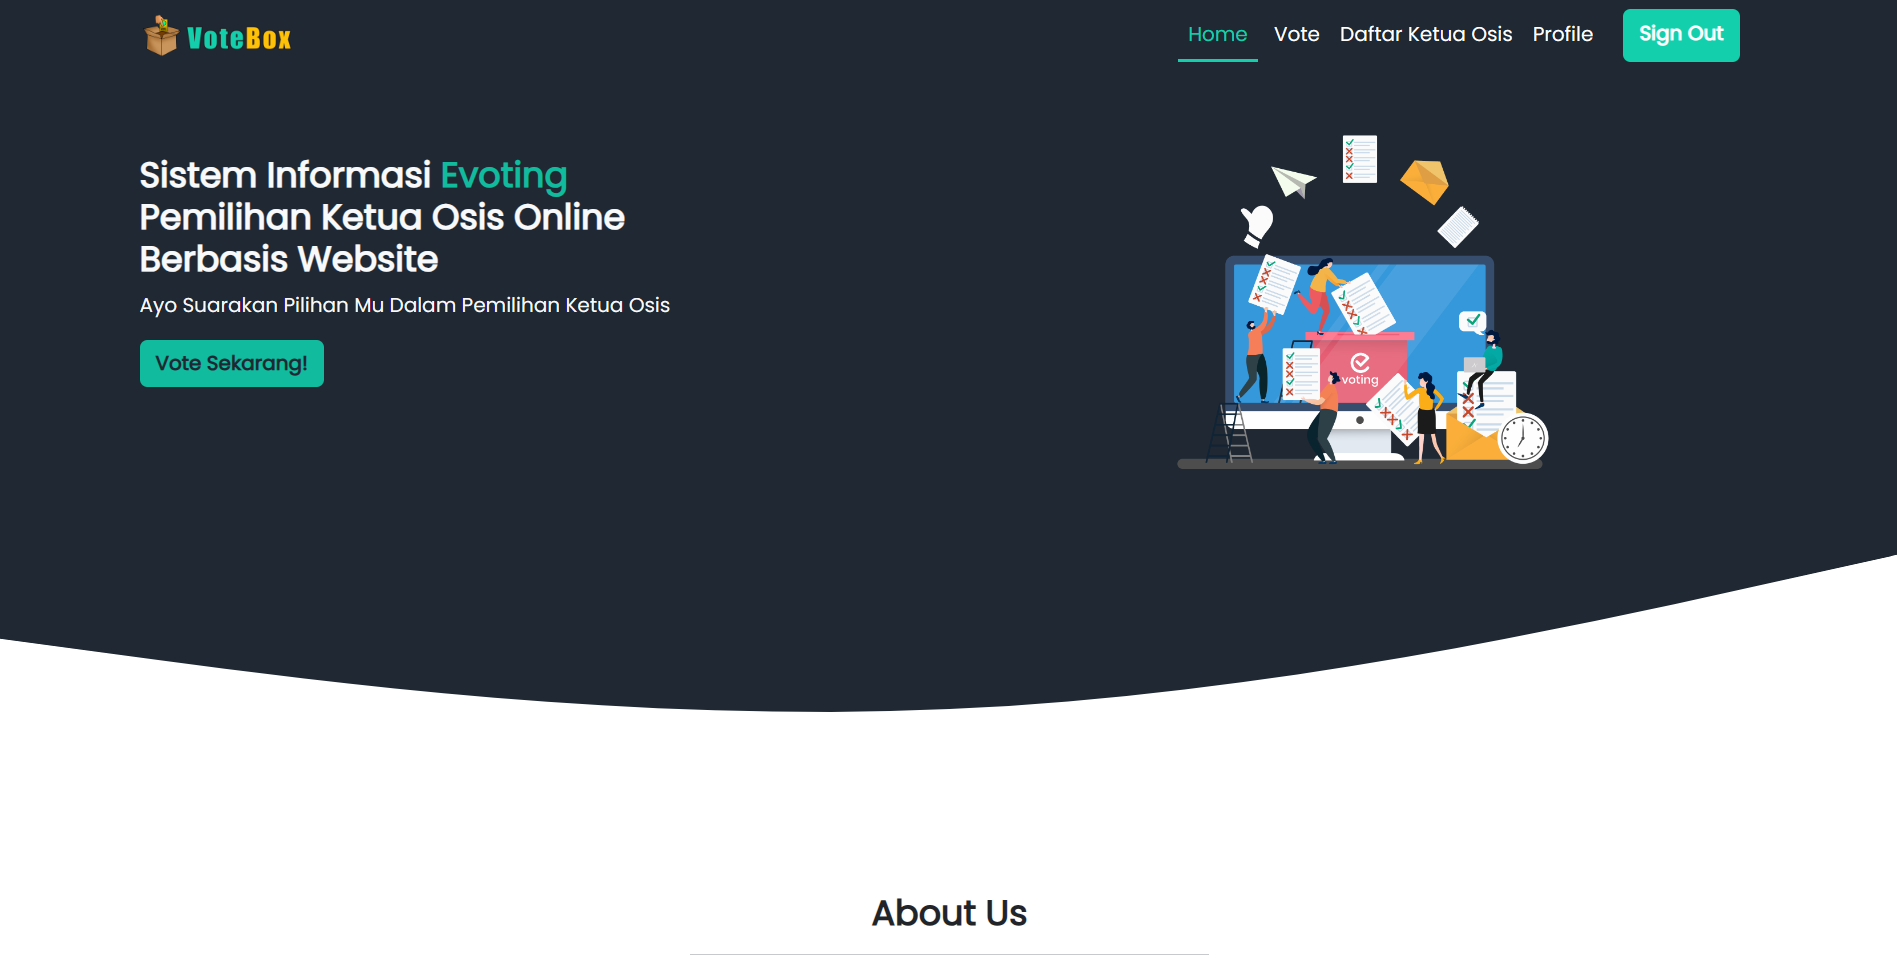 VoteBox
Home Vote Daftar Ketua Osis Profile Sign Out
Sistem Informasi Evoting
Pemilihan Ketua Osis Online
Berbasis Website
Ayo Suarakan Pilihan Mu Dalam Pemilihan Ketua Osis
Vote Sekarang!
voting
About Us